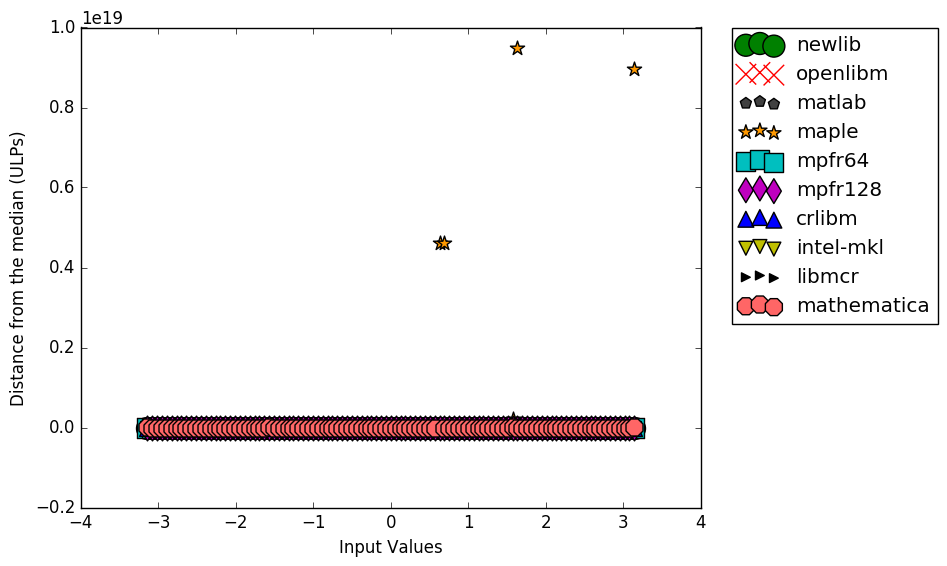 1e19
1.0
0.8
0.6
0.4
0.2
0.0
−0.2
Distance from the median (ULPs)
−4 −3 −2 −1 0 1 2 3 4
Input Values
newlib
openlibm
matlab
maple
mpfr64
mpfr128
crlibm
intel-mkl
libmcr
mathematica